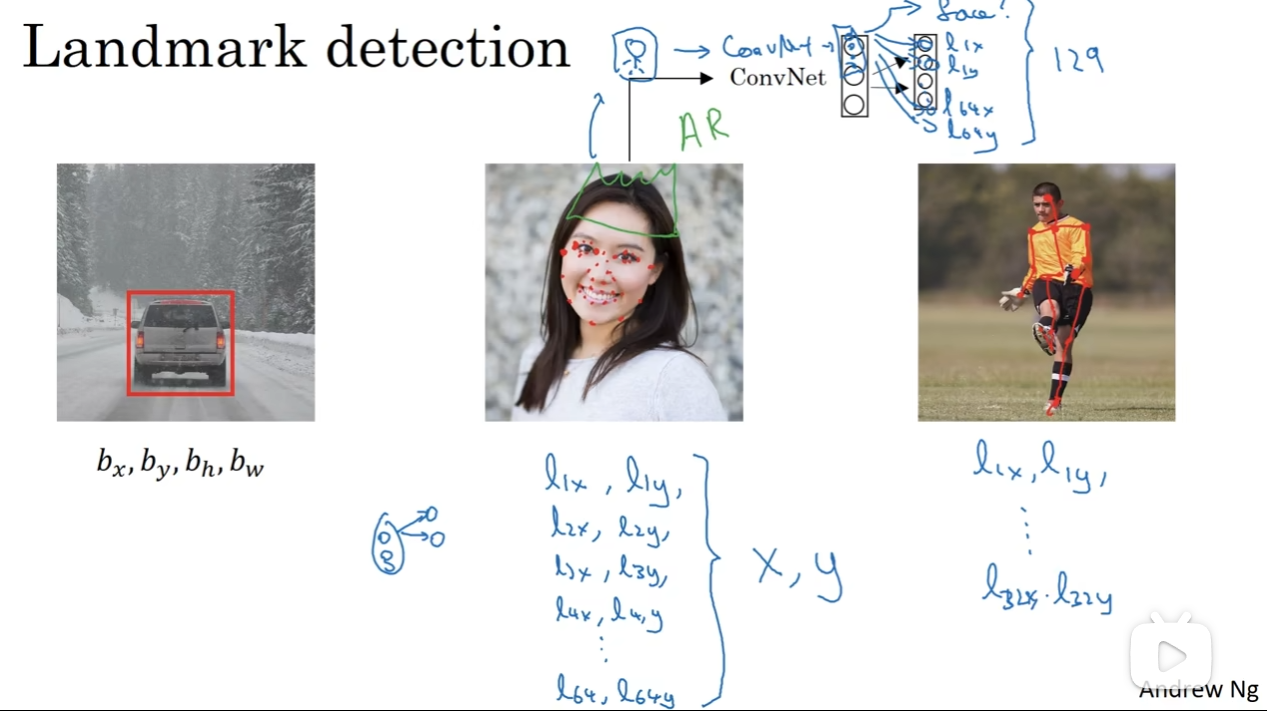 Landmark detection
face?
ConvNet
ConvNet
l1x
l1y
l64x
l64y
129
AR
bx, by, bh, bw
l1x, l1y,
l2x, l2y,
l3x, l3y,
l4x, l4,y
⋮
l64, l64y
x, y
l1x, l1y,
⋮
l32x, l32y
Andrew Ng